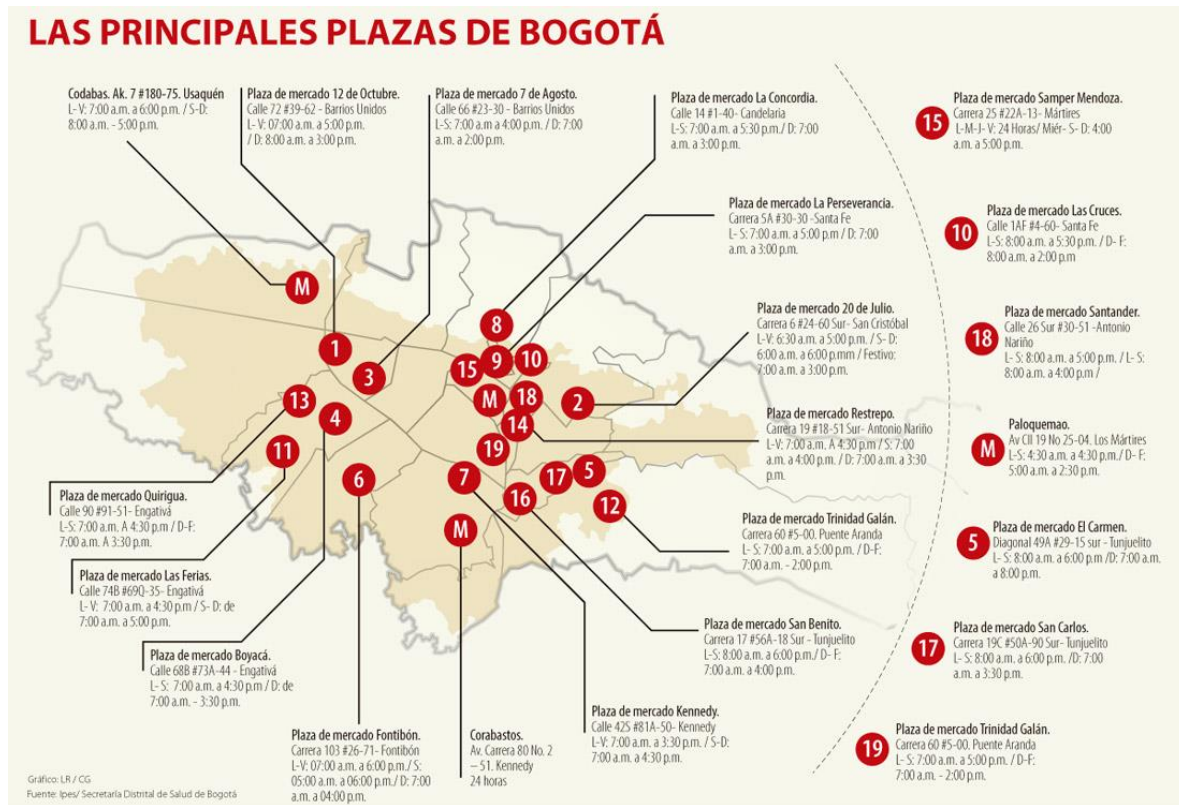 LAS PRINCIPALES PLAZAS DE BOGOTÁ
Codabas. Ak. 7 #180-75. Usaquén
L- V: 7:00 a.m. a 6:00 p.m. / S-D:
8:00 a.m. - 5:00 p.m.
Plaza de mercado 12 de Octubre.
Calle 72 #39-62 - Barrios Unidos
L- V: 07:00 a.m. a 5:00 p.m.
/ D: 8:00 a.m. a 3:00 p.m.
Plaza de mercado 7 de Agosto.
Calle 66 #23-30 - Barrios Unidos
L-S: 7:00 a.m a 4:00 p.m. / D: 7:00
a.m. a 2:00 p.m.
Plaza de mercado La Concordia.
Calle 14 #1-40- Candelaria
L-S: 7:00 a.m. a 5:30 p.m./ D: 7:00
a.m. a 3:00 p.m.
Plaza de mercado La Perseverancia.
Carrera 5A #30-30 -Santa Fe
L- S: 7:00 a.m. a 5:00 p.m / D: 7:00
a.m. a 3:00 p.m.
Plaza de mercado 20 de Julio.
Carrera 6 #24-60 Sur- San Cristóbal
L-V: 6:30 a.m. a 5:00 p.m. / S- D:
6:00 a.m. a 6:00 p.mm / Festivo:
7:00 a.m. a 3:00 p.m.
Plaza de mercado Restrepo.
Carrera 19 #18-51 Sur- Antonio Nariño
L-V: 7:00 a.m. A 4:30 p.m / S: 7:00
a.m. a 4:00 p.m. / D: 7:00 a.m. a 3:30
p.m.
Plaza de mercado Trinidad Galán.
Carrera 60 #5-00. Puente Aranda
L- S: 7:00 a.m. a 5:00 p.m. / D-F:
7:00 a.m. - 2:00 p.m.
Plaza de mercado San Benito.
Carrera 17 #56A-18 Sur - Tunjuelito
L-S: 8:00 a.m. a 6:00 p.m./ D- F:
7:00 a.m. a 4:00 p.m.
Plaza de mercado Kennedy.
Calle 42S #81A-50- Kennedy
L-V: 7:00 a.m. a 3:30 p.m. / S-D:
7:00 a.m. a 4:30 p.m.
Corabastos.
Av. Carrera 80 No. 2
– 51. Kennedy
24 horas
Plaza de mercado Fontibón.
Carrera 103 #26-71- Fontibón
L-V: 07:00 a.m. a 6:00 p.m./ S:
05:00 a.m. a 06:00 p.m./ D: 7:00
a.m. a 04:00 p.m.
Plaza de mercado Boyacá.
Calle 68B #73A-44 - Engativá
L- S: 7:00 a.m. a 4:30 p.m / D: de
7:00 a.m. - 3:30 p.m.
Plaza de mercado Las Ferias.
Calle 74B #69Q-35- Engativá
L- V: 7:00 a.m. a 4:30 p.m / S- D: de
7:00 a.m. a 5:00 p.m.
Plaza de mercado Quirigua.
Calle 90 #91-51- Engativá
L-S: 7:00 a.m. A 4:30 p.m / D-F:
7:00 a.m. A 3:30 p.m.
M
1
3
13
4
11
6
8
9
10
15
M
18
2
14
19
7
17
5
16
12
M
15
Plaza de mercado Samper Mendoza.
Carrera 25 #22A-13- Mártires
L-M-J- V: 24 Horas/ Miér- S- D: 4:00
a.m. a 5:00 p.m.
10
Plaza de mercado Las Cruces.
Calle 1AF #4-60- Santa Fe
L-S: 8:00 a.m. a 5:30 p.m. / D- F:
8:00 a.m. a 2:00 p.m
18
Plaza de mercado Santander.
Calle 26 Sur #30-51 -Antonio
Nariño
L- S: 8:00 a.m. a 5:00 p.m. / L- S:
8:00 a.m. a 4:00 p.m /
M
Paloquemao.
Av Cll 19 No 25-04. Los Mártires
L-S: 4:30 a.m. a 4:30 p.m./ D- F:
5:00 a.m. a 2:30 p.m.
5
Plaza de mercado El Carmen.
Diagonal 49A #29-15 sur - Tunjuelito
L- S: 8:00 a.m. a 6:00 p.m /D: 7:00 a.m.
a 8:00 p.m.
17
Plaza de mercado San Carlos.
Carrera 19C #50A-90 Sur- Tunjuelito
L- S: 8:00 a.m. a 6:00 p.m. /D: 7:00
a.m. a 3:30 p.m.
19
Plaza de mercado Trinidad Galán.
Carrera 60 #5-00. Puente Aranda
L- S: 7:00 a.m. a 5:00 p.m. / D-F:
7:00 a.m. - 2:00 p.m.
Gráfico: LR / CG
Fuente: Ipes/ Secretaría Distrital de Salud de Bogotá